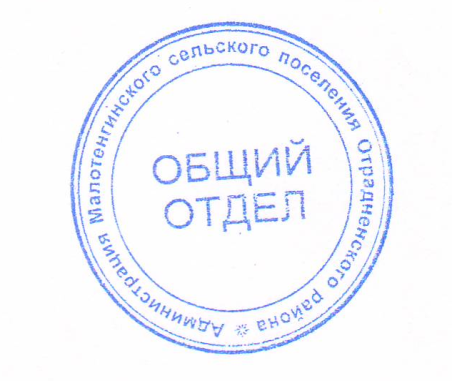 Администрация Малотенгинского сельского поселения Отрадненского района
ОБЩИЙ
ОТДЕЛ